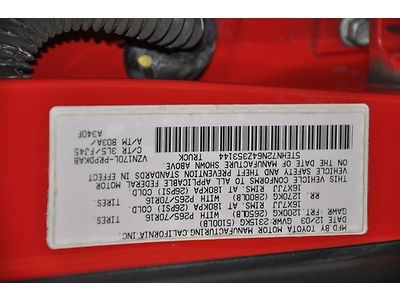 MFD BY TOYOTA MOTOR MANUFACTURING CALIFORNIA, INC.
12/03 GVWR-2315KG (5100LB)
GAWR: FRT: 1200KG (2650LB) WITH P265/70R16 TIRES
16X7JJ RIMS, AT 180KPA (26PSI) COLD.
RR: 1270KG (2800LB) WITH P265/70R16 TIRES
16X7JJ RIMS, AT 180KPA (26PSI) COLD.
THIS VEHICLE CONFORMS TO ALL APPLICABLE FEDERAL MOTOR
VEHICLE SAFETY AND THEFT PREVENTION STANDARDS
IN EFFECT ON THE DATE OF MANUFACTURE SHOWN ABOVE
5TEHN72N64Z353144 TRUCK
VZN170L-PRPDKAB
C/TR 3L5/FJ45
A/TM B03A/
A340F